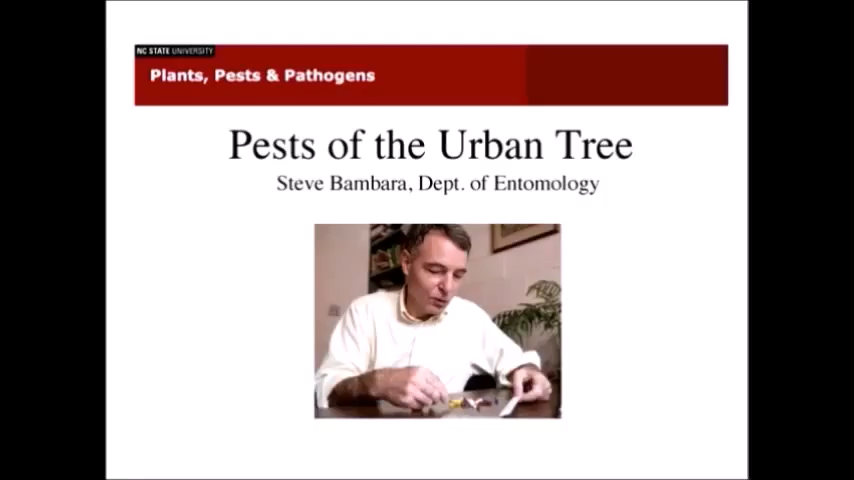 NC STATE UNIVERSITY
Plants, Pests & Pathogens
Pests of the Urban Tree
Steve Bambara, Dept. of Entomology